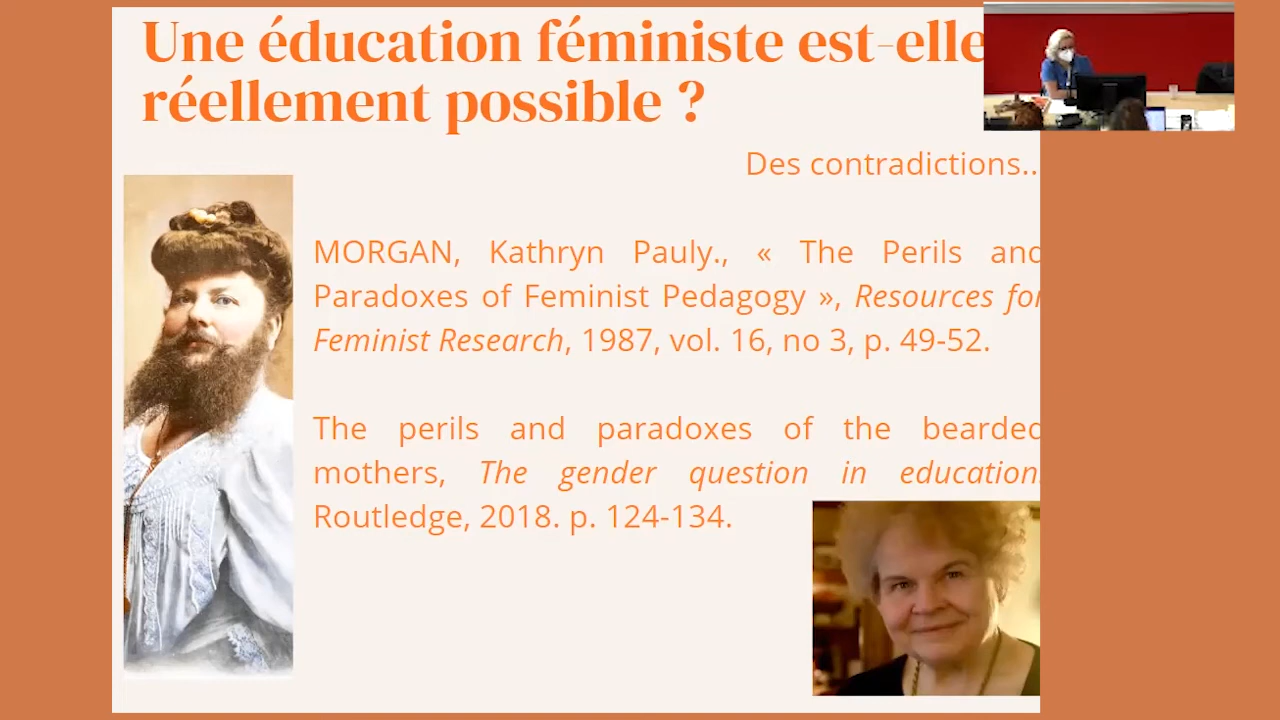 Une éducation féministe est-elle
réellement possible ?
Des contradictions..
MORGAN, Kathryn Pauly., « The Perils and
Paradoxes of Feminist Pedagogy », Resources for
Feminist Research, 1987, vol. 16, no 3, p. 49-52.
The perils and paradoxes of the bearded
mothers, The gender question in education.
Routledge, 2018. p. 124-134.